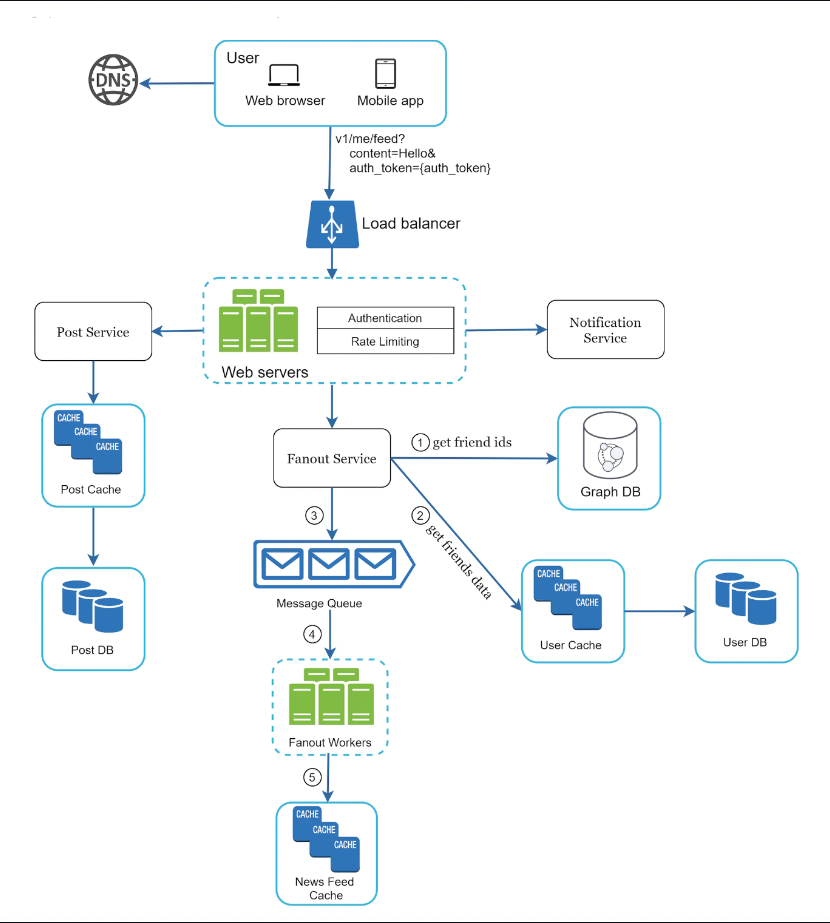 User
DNS
Web browser
Mobile app
v1/me/feed?
content=Hello&
auth_token={auth_token}
Load balancer
Authentication
Rate Limiting
Web servers
Post Service
Notification
Service
CACHE
CACHE
CACHE
Post Cache
Fanout Service
1 get friend ids
Graph DB
2
get friends data
3
Message Queue
Post DB
CACHE
CACHE
CACHE
User Cache
User DB
4
Fanout Workers
5
CACHE
CACHE
CACHE
News Feed
Cache